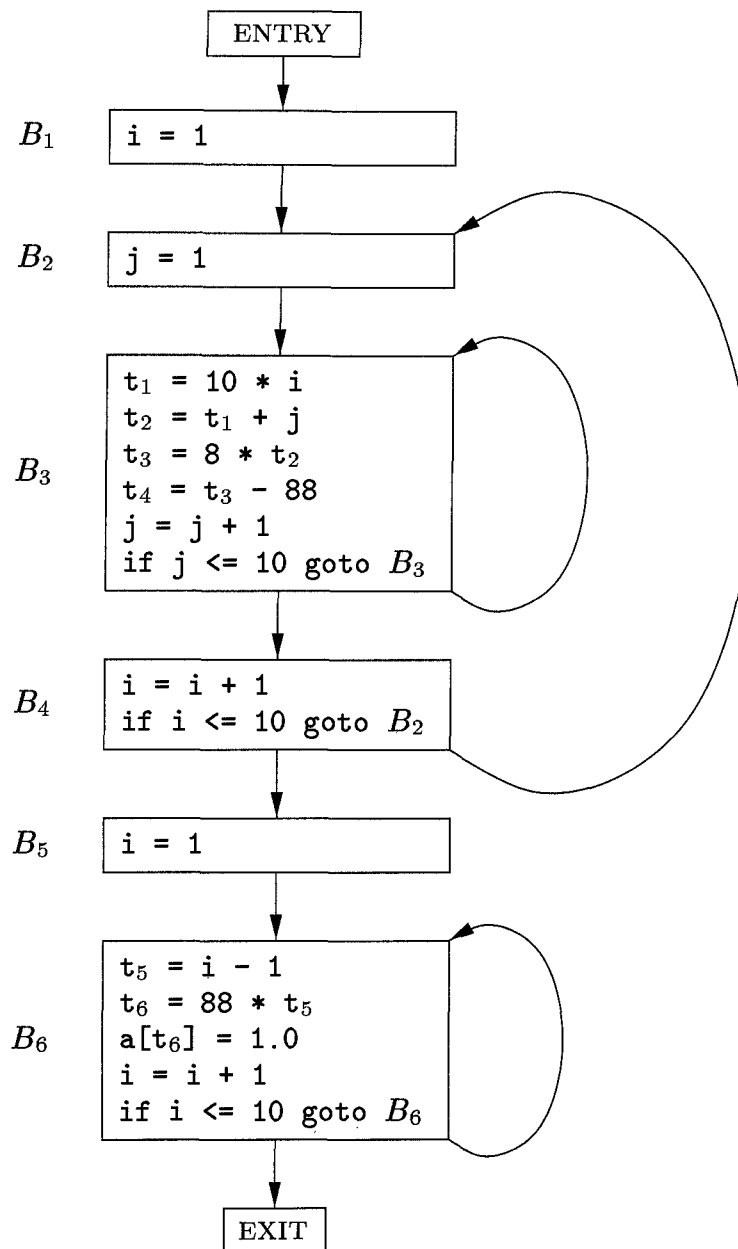 ENTRY
B₁
i = 1
B₂
j = 1
B₃
t₁ = 10 * i
t₂ = t₁ + j
t₃ = 8 * t₂
t₄ = t₃ - 88
j = j + 1
if j <= 10 goto B₃
B₄
i = i + 1
if i <= 10 goto B₂
B₅
i = 1
B₆
t₅ = i - 1
t₆ = 88 * t₅
a[t₆] = 1.0
i = i + 1
if i <= 10 goto B₆
EXIT